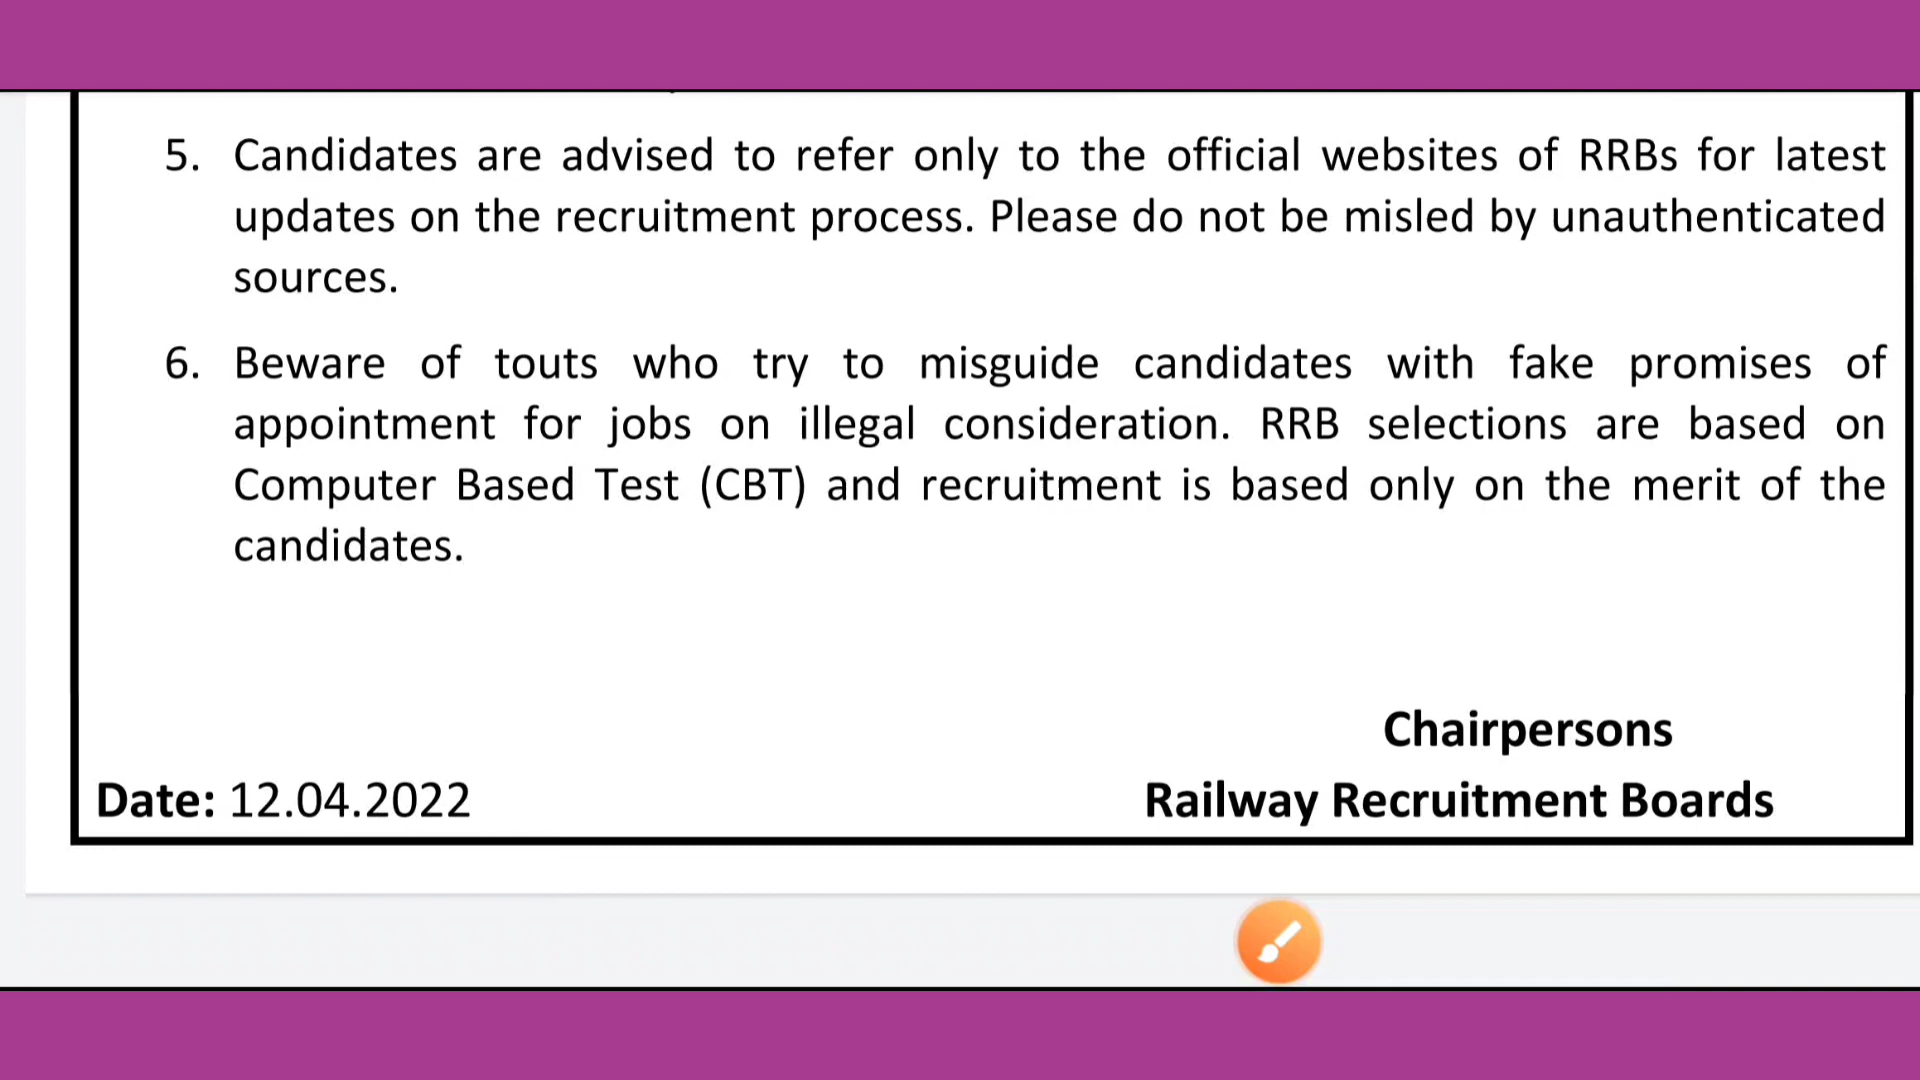 5. Candidates are advised to refer only to the official websites of RRBs for latest
updates on the recruitment process. Please do not be misled by unauthenticated
sources.
6. Beware of touts who try to misguide candidates with fake promises of
appointment for jobs on illegal consideration. RRB selections are based on
Computer Based Test (CBT) and recruitment is based only on the merit of the
candidates.
Chairpersons
Date: 12.04.2022 Railway Recruitment Boards